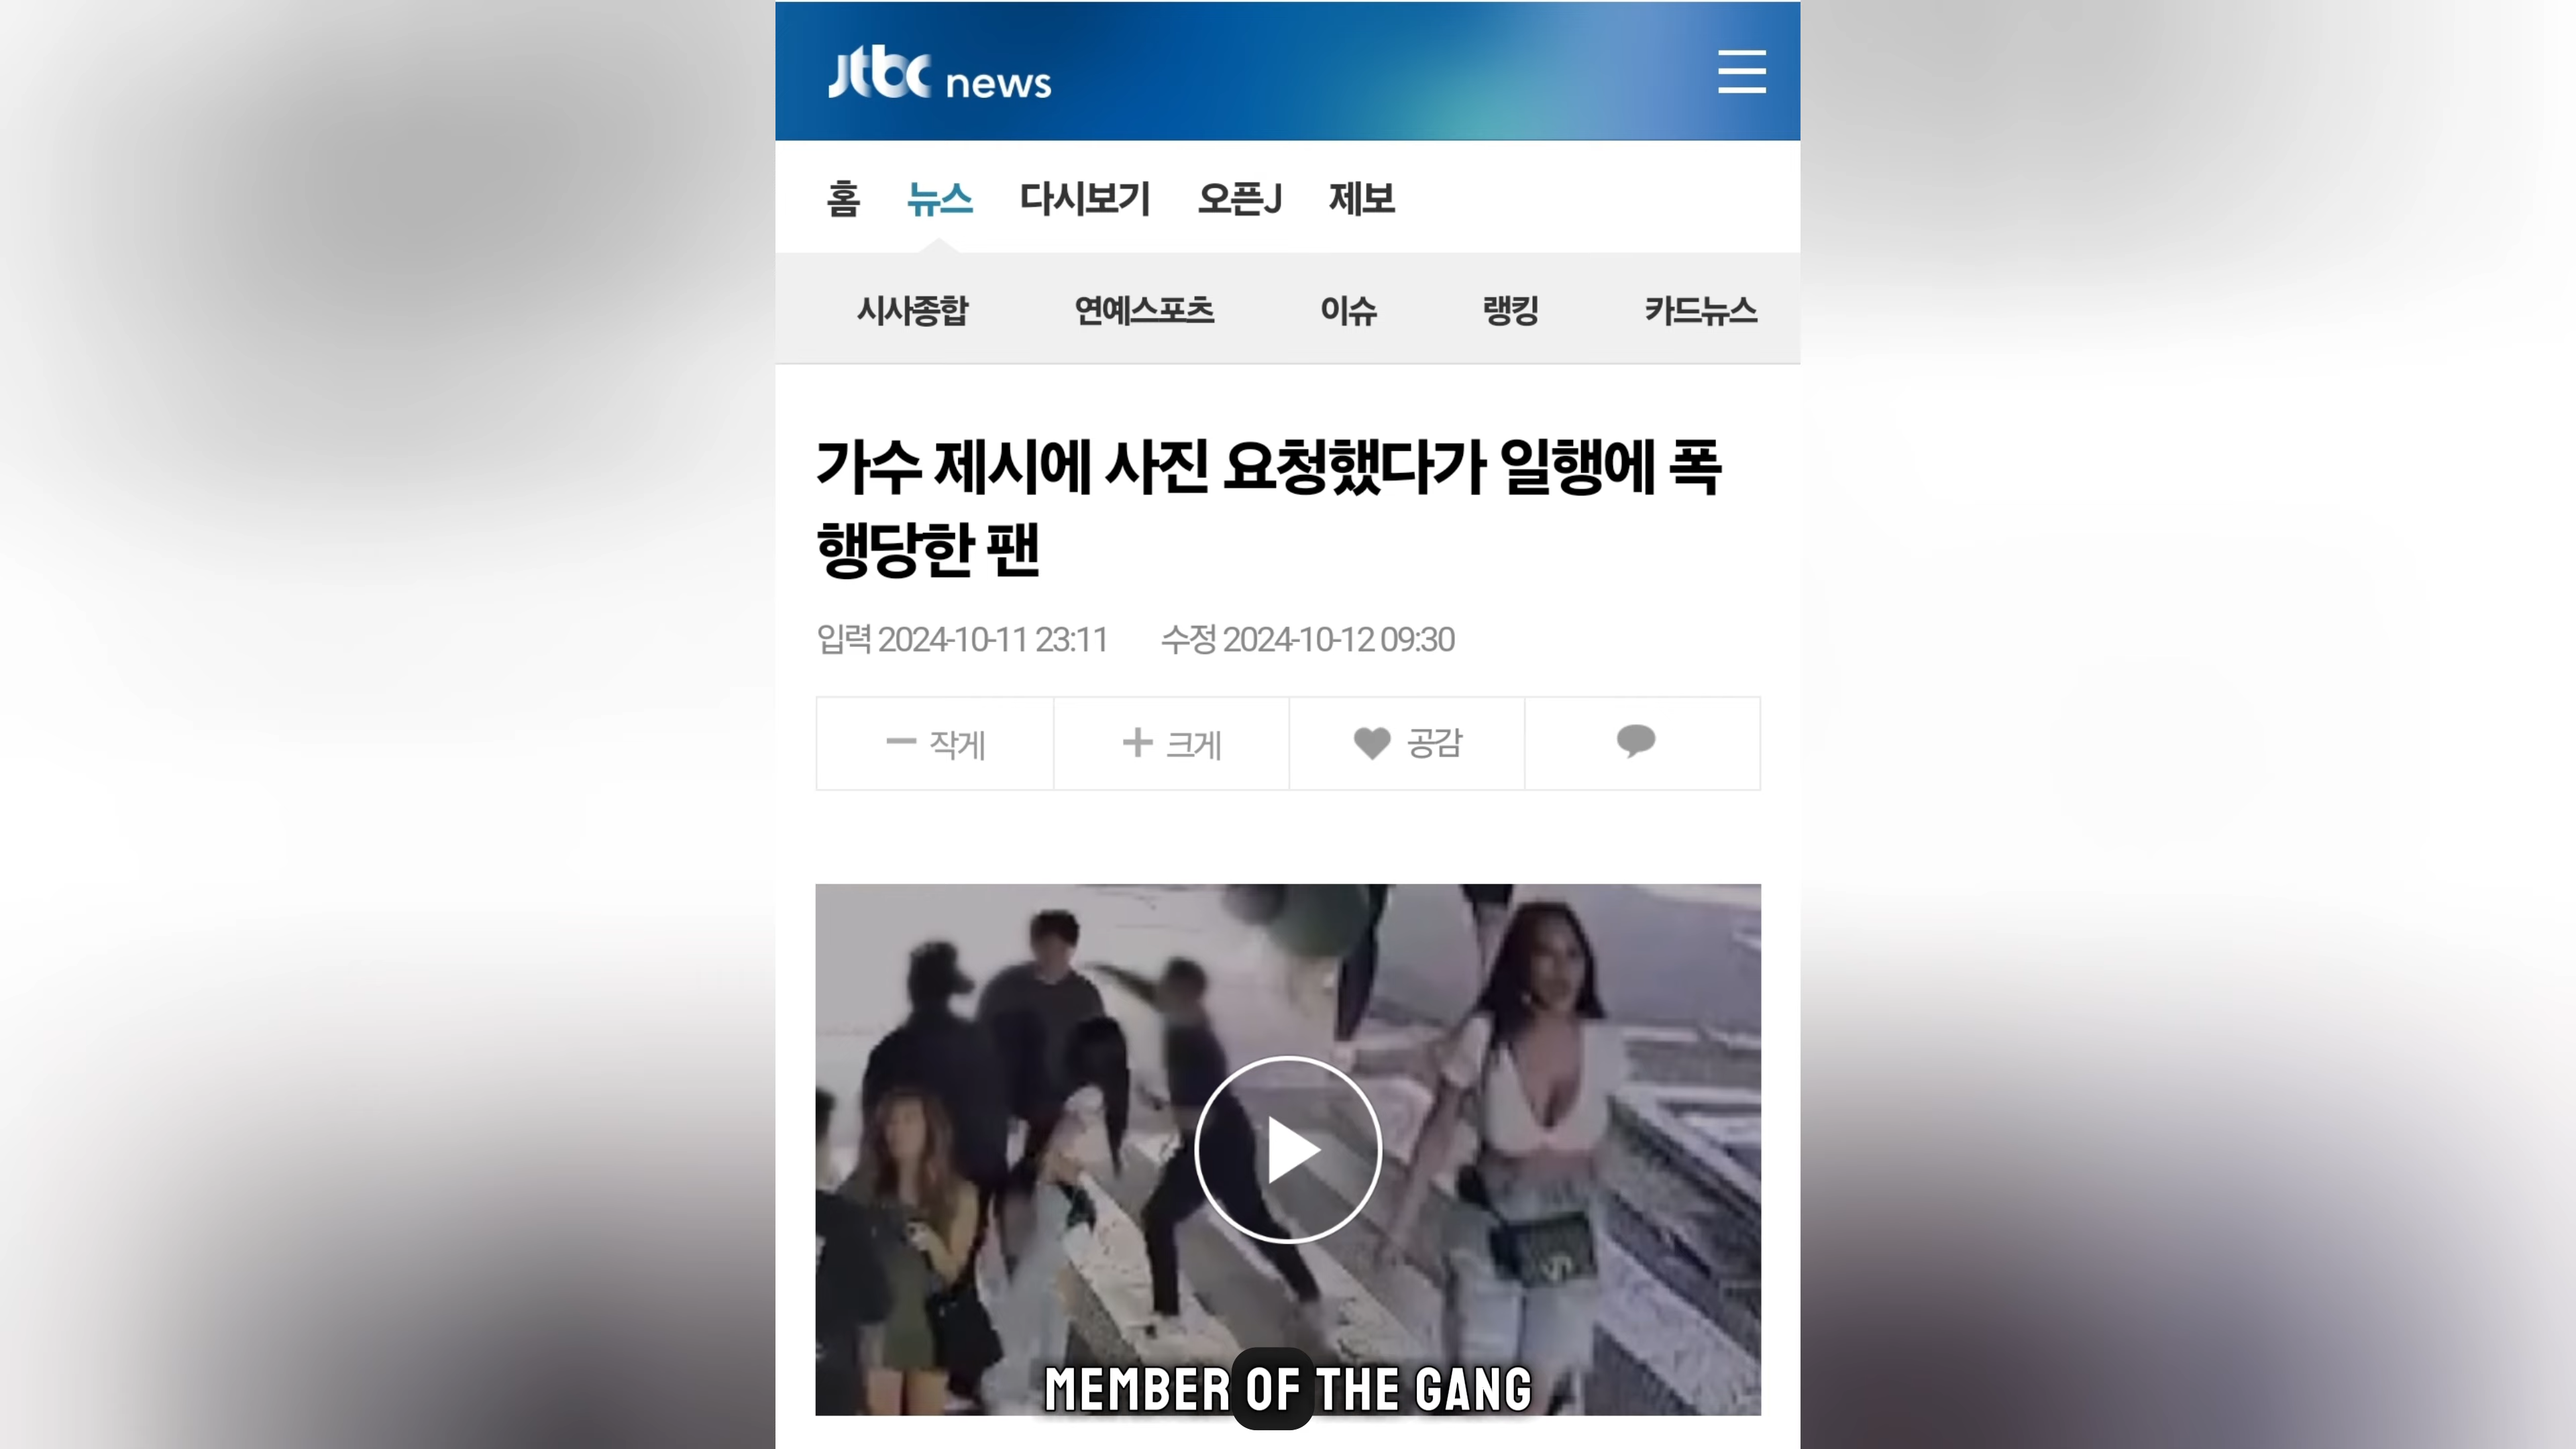 jtbc news
홈 뉴스 다시보기 오픈J 제보
시사종합 연예스포츠 이슈 랭킹 카드뉴스
가수 제시에 사진 요청했다가 일행에 폭
행당한 팬
입력 2024-10-11 23:11 수정 2024-10-12 09:30
작게 크게 공감
MEMBER OF THE GANG